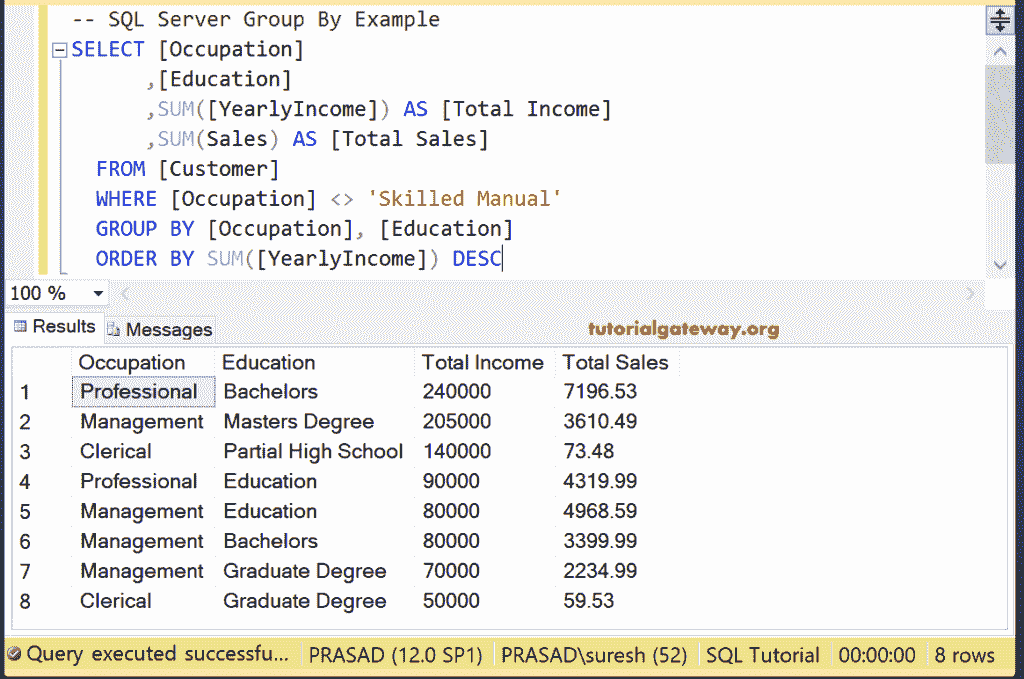 -- SQL Server Group By Example
SELECT [Occupation]
,[Education]
,SUM([YearlyIncome]) AS [Total Income]
,SUM(Sales) AS [Total Sales]
FROM [Customer]
WHERE [Occupation] <> 'Skilled Manual'
GROUP BY [Occupation], [Education]
ORDER BY SUM([YearlyIncome]) DESC
100 %
Results Messages tutorialgateway.org
Occupation Education Total Income Total Sales
1 Professional Bachelors 240000 7196.53
2 Management Masters Degree 205000 3610.49
3 Clerical Partial High School 140000 73.48
4 Professional Education 90000 4319.99
5 Management Education 80000 4968.59
6 Management Bachelors 80000 3399.99
7 Management Graduate Degree 70000 2234.99
8 Clerical Graduate Degree 50000 59.53
Query executed successfu... PRASAD (12.0 SP1) PRASAD\suresh (52) SQL Tutorial 00:00:00 8 rows